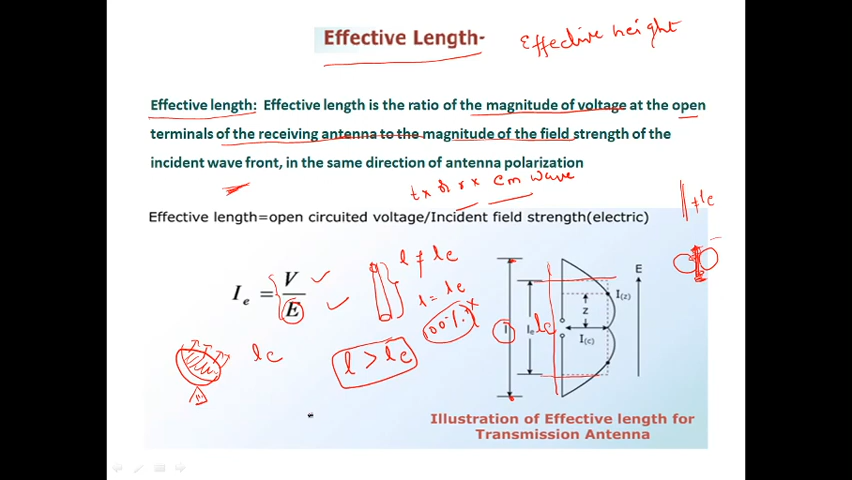 Effective Length-
Effective height
Effective length: Effective length is the ratio of the magnitude of voltage at the open
terminals of the receiving antenna to the magnitude of the field strength of the
incident wave front, in the same direction of antenna polarization
tx or rx em wave
Effective length=open circuited voltage/Incident field strength(electric)
≠ le
l ≠ le
l = le
100% x
I e = V / E
le
l > le
l
le
le
z
I(z)
I(c)
E
Illustration of Effective length for
Transmission Antenna